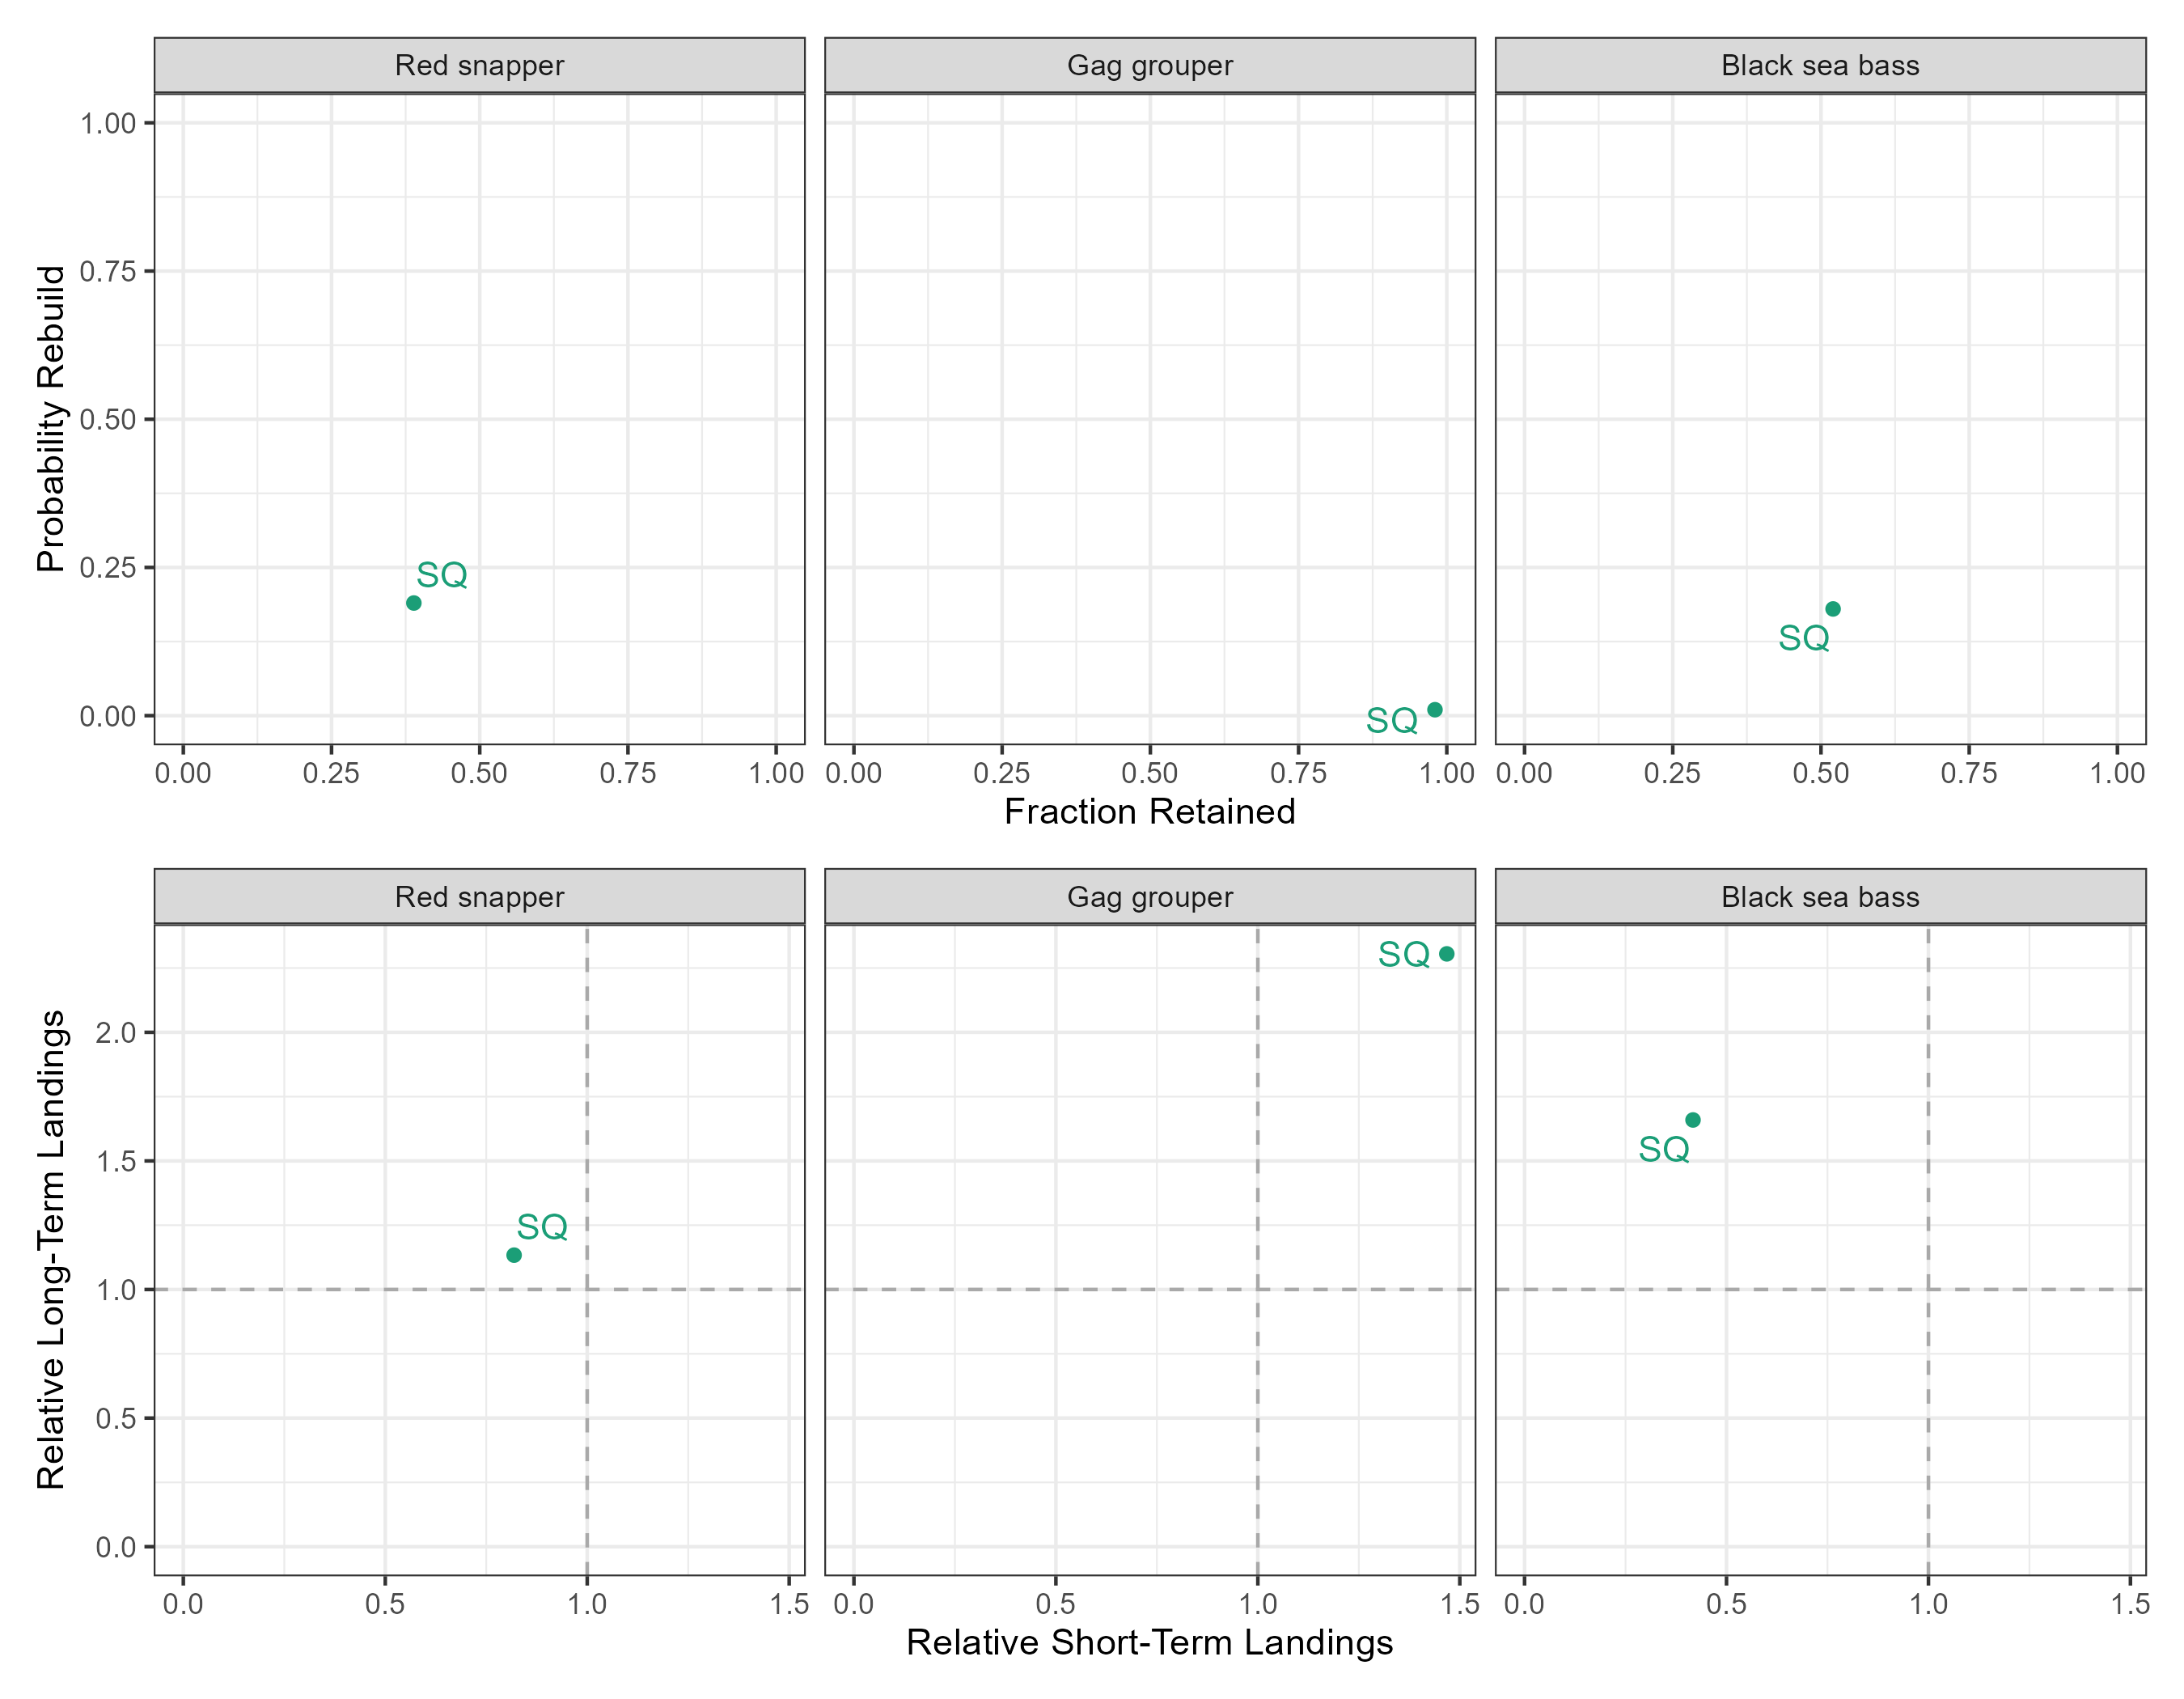 Red snapper Gag grouper Black sea bass
1.00
0.75
0.50
0.25
0.00
Probability Rebuild
SQ
SQ
SQ
0.00 0.25 0.50 0.75 1.00 0.00 0.25 0.50 0.75 1.00 0.00 0.25 0.50 0.75 1.00
Fraction Retained
Red snapper Gag grouper Black sea bass
2.0
1.5
1.0
0.5
0.0
Relative Long-Term Landings
SQ
SQ
SQ
0.0 0.5 1.0 1.5 0.0 0.5 1.0 1.5 0.0 0.5 1.0 1.5
Relative Short-Term Landings